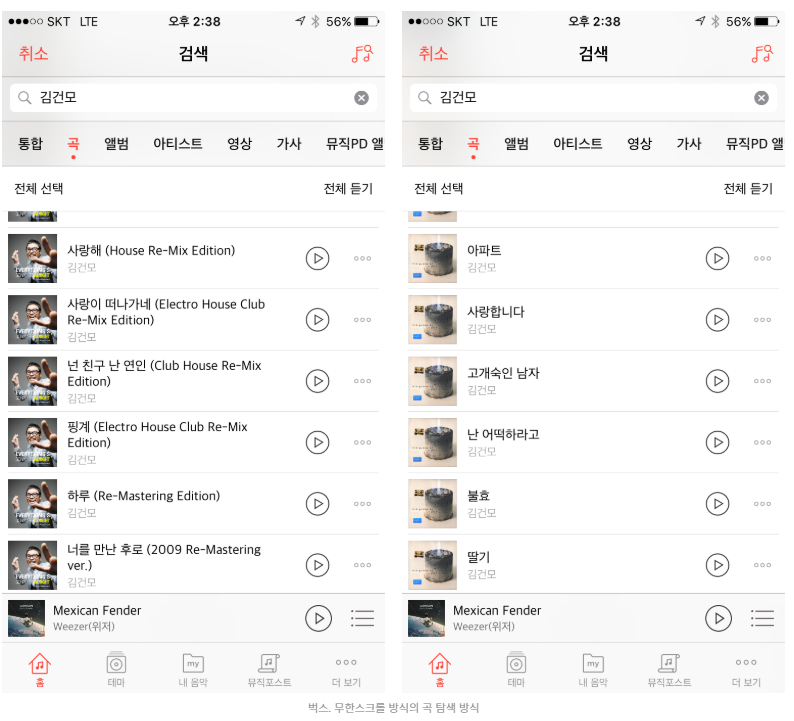 SKT LTE 오후 2:38 56%
취소 검색
김건모
통합 곡 앨범 아티스트 영상 가사 뮤직PD 앨
전체 선택 전체 듣기
사랑해 (House Re-Mix Edition)
김건모
사랑이 떠나가네 (Electro House Club
Re-Mix Edition)
김건모
넌 친구 난 연인 (Club House Re-Mix
Edition)
김건모
핑계 (Electro House Club Re-Mix
Edition)
김건모
하루 (Re-Mastering Edition)
김건모
너를 만난 후로 (2009 Re-Mastering
ver.)
김건모
Mexican Fender
Weezer(위저)
my
홈 테마 내 음악 뮤직포스트 더 보기
SKT LTE 오후 2:38 56%
취소 검색
김건모
통합 곡 앨범 아티스트 영상 가사 뮤직PD 앨
전체 선택 전체 듣기
아파트
김건모
사랑합니다
김건모
고개숙인 남자
김건모
난 어떡하라고
김건모
불효
김건모
딸기
김건모
Mexican Fender
Weezer(위저)
my
홈 테마 내 음악 뮤직포스트 더 보기
벅스. 무한스크롤 방식의 곡 탐색 방식